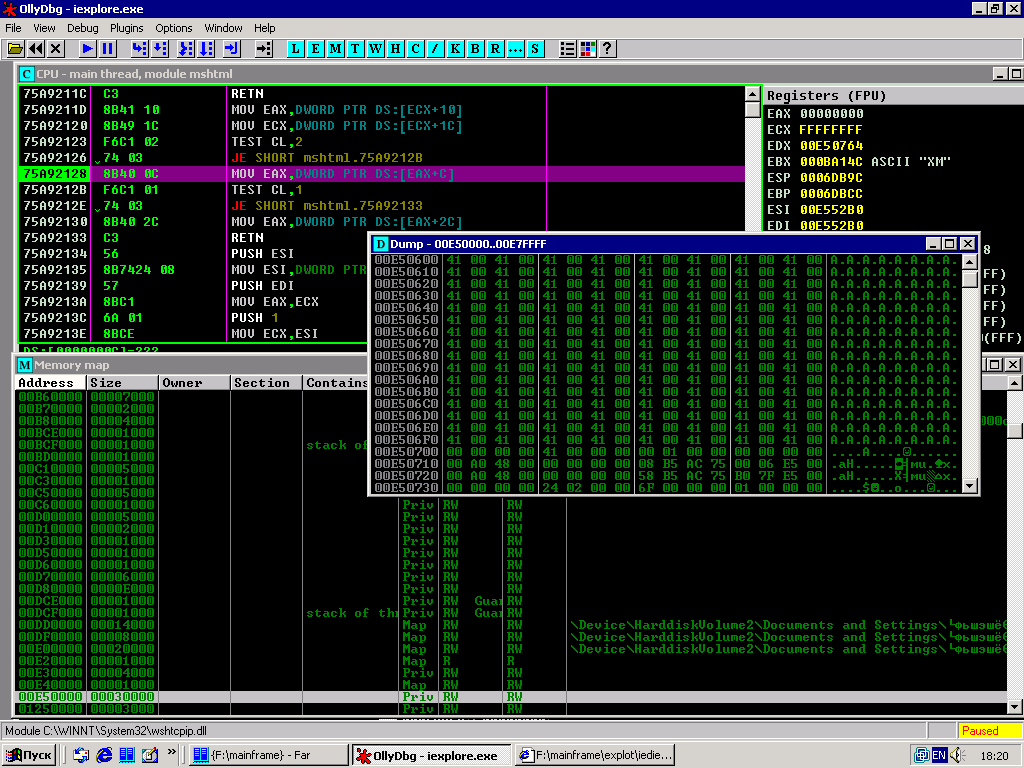 OllyDbg - iexplore.exe
File View Debug Plugins Options Window Help
L E M T W H C / K B R ... S
?
C CPU - main thread, module mshtml
75A9211C C3 RETN
75A9211D 8B41 10 MOV EAX,DWORD PTR DS:[ECX+10]
75A92120 8B49 1C MOV ECX,DWORD PTR DS:[ECX+1C]
75A92123 F6C1 02 TEST CL,2
75A92126 74 03 JE SHORT mshtml.75A9212B
75A92128 8B40 0C MOV EAX,DWORD PTR DS:[EAX+C]
75A9212B F6C1 01 TEST CL,1
75A9212E 74 03 JE SHORT mshtml.75A92133
75A92130 8B40 2C MOV EAX,DWORD PTR DS:[EAX+2C]
75A92133 C3 RETN
75A92134 56 PUSH ESI
75A92135 8B7424 08 MOV ESI,DWORD PTR
75A92139 57 PUSH EDI
75A9213A 8BC1 MOV EAX,ECX
75A9213C 6A 01 PUSH 1
75A9213E 8BCE MOV ECX,ESI
DS:[0000000C]=???
Registers (FPU)
EAX 00000000
ECX FFFFFFFF
EDX 00E50764
EBX 000BA14C ASCII "XM"
ESP 0006DB9C
EBP 0006DBCC
ESI 00E552B0
EDI 00E552B0
8
FF)
FF)
FF)
0(FFF)
D Dump - 00E50000..00E7FFFF
00E50600 41 00 41 00 41 00 41 00 41 00 41 00 41 00 41 00 A.A.A.A.A.A.A.A.
00E50610 41 00 41 00 41 00 41 00 41 00 41 00 41 00 41 00 A.A.A.A.A.A.A.A.
00E50620 41 00 41 00 41 00 41 00 41 00 41 00 41 00 41 00 A.A.A.A.A.A.A.A.
00E50630 41 00 41 00 41 00 41 00 41 00 41 00 41 00 41 00 A.A.A.A.A.A.A.A.
00E50640 41 00 41 00 41 00 41 00 41 00 41 00 41 00 41 00 A.A.A.A.A.A.A.A.
00E50650 41 00 41 00 41 00 41 00 41 00 41 00 41 00 41 00 A.A.A.A.A.A.A.A.
00E50660 41 00 41 00 41 00 41 00 41 00 41 00 41 00 41 00 A.A.A.A.A.A.A.A.
00E50670 41 00 41 00 41 00 41 00 41 00 41 00 41 00 41 00 A.A.A.A.A.A.A.A.
00E50680 41 00 41 00 41 00 41 00 41 00 41 00 41 00 41 00 A.A.A.A.A.A.A.A.
00E50690 41 00 41 00 41 00 41 00 41 00 41 00 41 00 41 00 A.A.A.A.A.A.A.A.
00E506A0 41 00 41 00 41 00 41 00 41 00 41 00 41 00 41 00 A.A.A.A.A.A.A.A.
00E506B0 41 00 41 00 41 00 41 00 41 00 41 00 41 00 41 00 A.A.A.A.A.A.A.A.
00E506C0 41 00 41 00 41 00 41 00 41 00 41 00 41 00 41 00 A.A.A.A.A.A.A.A.
00E506D0 41 00 41 00 41 00 41 00 41 00 41 00 41 00 41 00 A.A.A.A.A.A.A.A.
00E506E0 41 00 41 00 41 00 41 00 41 00 41 00 41 00 41 00 A.A.A.A.A.A.A.A.
00E506F0 41 00 41 00 41 00 41 00 41 00 41 00 41 00 41 00 A.A.A.A.A.A.A.A.
00E50700 00 00 00 00 41 00 00 00 00 01 00 00 00 00 00 00
00E50710 00 A0 48 00 00 00 00 00 08 B5 AC 75 00 06 E5 00
00E50720 00 A0 48 00 00 00 00 00 58 B5 AC 75 B0 7F E5 00
00E50730 00 00 00 00 24 02 00 00 6F 00 00 00 01 00 00 00
M Memory map
Address Size Owner Section Contains
00B60000 00007000
00B70000 00002000
00B80000 00004000
00BCE000 00001000
00BCF000 00001000 stack of
00BD0000 00001000
00C10000 00005000
00C30000 00001000
00C50000 00005000
00C60000 00001000 Priv RW RW
00D00000 00005000 Priv RW RW
00D10000 00002000 Priv RW RW
00D30000 00001000 Priv RW RW
00D50000 00001000 Priv RW RW
00D60000 00001000 Priv RW RW
00D70000 00006000 Priv RW RW
00D80000 0000E000 Priv RW RW
00DCE000 00001000 Priv RW Guar RW
00DCF000 00001000 stack of thr Priv RW RW
00DD0000 00014000 Map RW RW \Device\HarddiskVolume2\Documents and Settings\
00DF0000 00008000 Map RW RW \Device\HarddiskVolume2\Documents and Settings\
00E00000 00020000 Map RW RW \Device\HarddiskVolume2\Documents and Settings\
00E20000 00001000 Map R R
00E30000 00004000 Priv RW RW
00E40000 00001000 Map RW RW
00E50000 00030000 Priv RW RW
01250000 00003000 Priv RW RW
Module C:\WINNT\System32\wshtcpip.dll
Paused
Пуск
»
{F:\mainframe} - Far
OllyDbg - iexplore.exe
F:\mainframe\explot\iedie...
EN
18:20